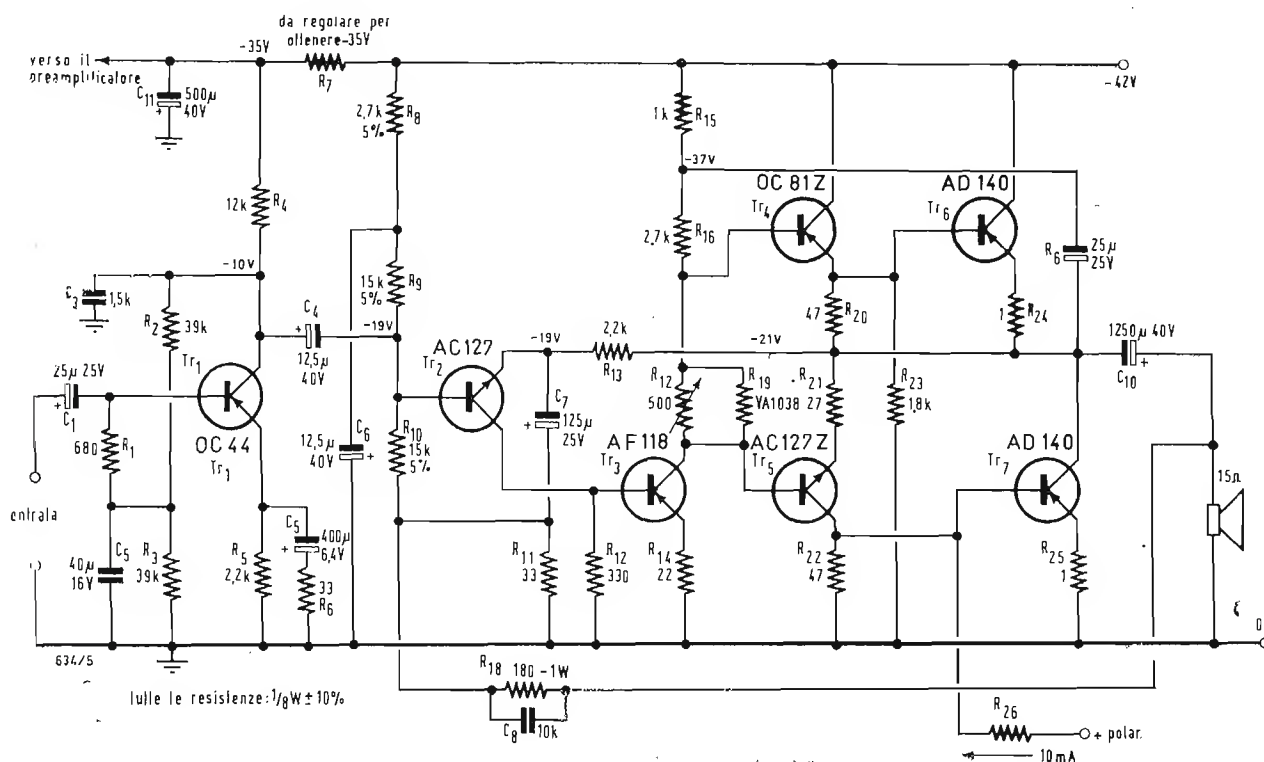 da regolare per
ottenere-35V
verso il
preamplificatore
-35V
R7
-42V
C11
500µ
40V
+
2,7k
5%
R8
1k
R15
-37V
OC 81Z
AD 140
Tr4
Tr6
12k
R4
2,7k
R16
R6
25µ
25V
-10V
C3
1,5k
R2
39k
15k
5%
R9
C4
+
12,5µ
40V
-19V
AC127
Tr2
-19V
2,2k
R13
-21V
47
R20
1
R24
1250µ 40V
C10
+
Tr1
25µ 25V
+
C1
OC 44
Tr1
680
R1
12,5µ
40V
C6
+
R10
15k
5%
C7
+
125µ
25V
R12
500
R19
VA1038
R21
27
R23
1,8k
AF118
Tr3
AC127Z
Tr5
AD 140
Tr7
15Ω
entrata
C5
40µ
16V
R3
39k
R5
2,2k
C5
+
400µ
6,4V
33
R6
R11
33
R12
330
R14
22
R22
47
R25
1
0
634/5
tutte le resistenze: 1/8W ± 10%
R18
180 -1W
C8
10k
R26
+ polar.
10mA